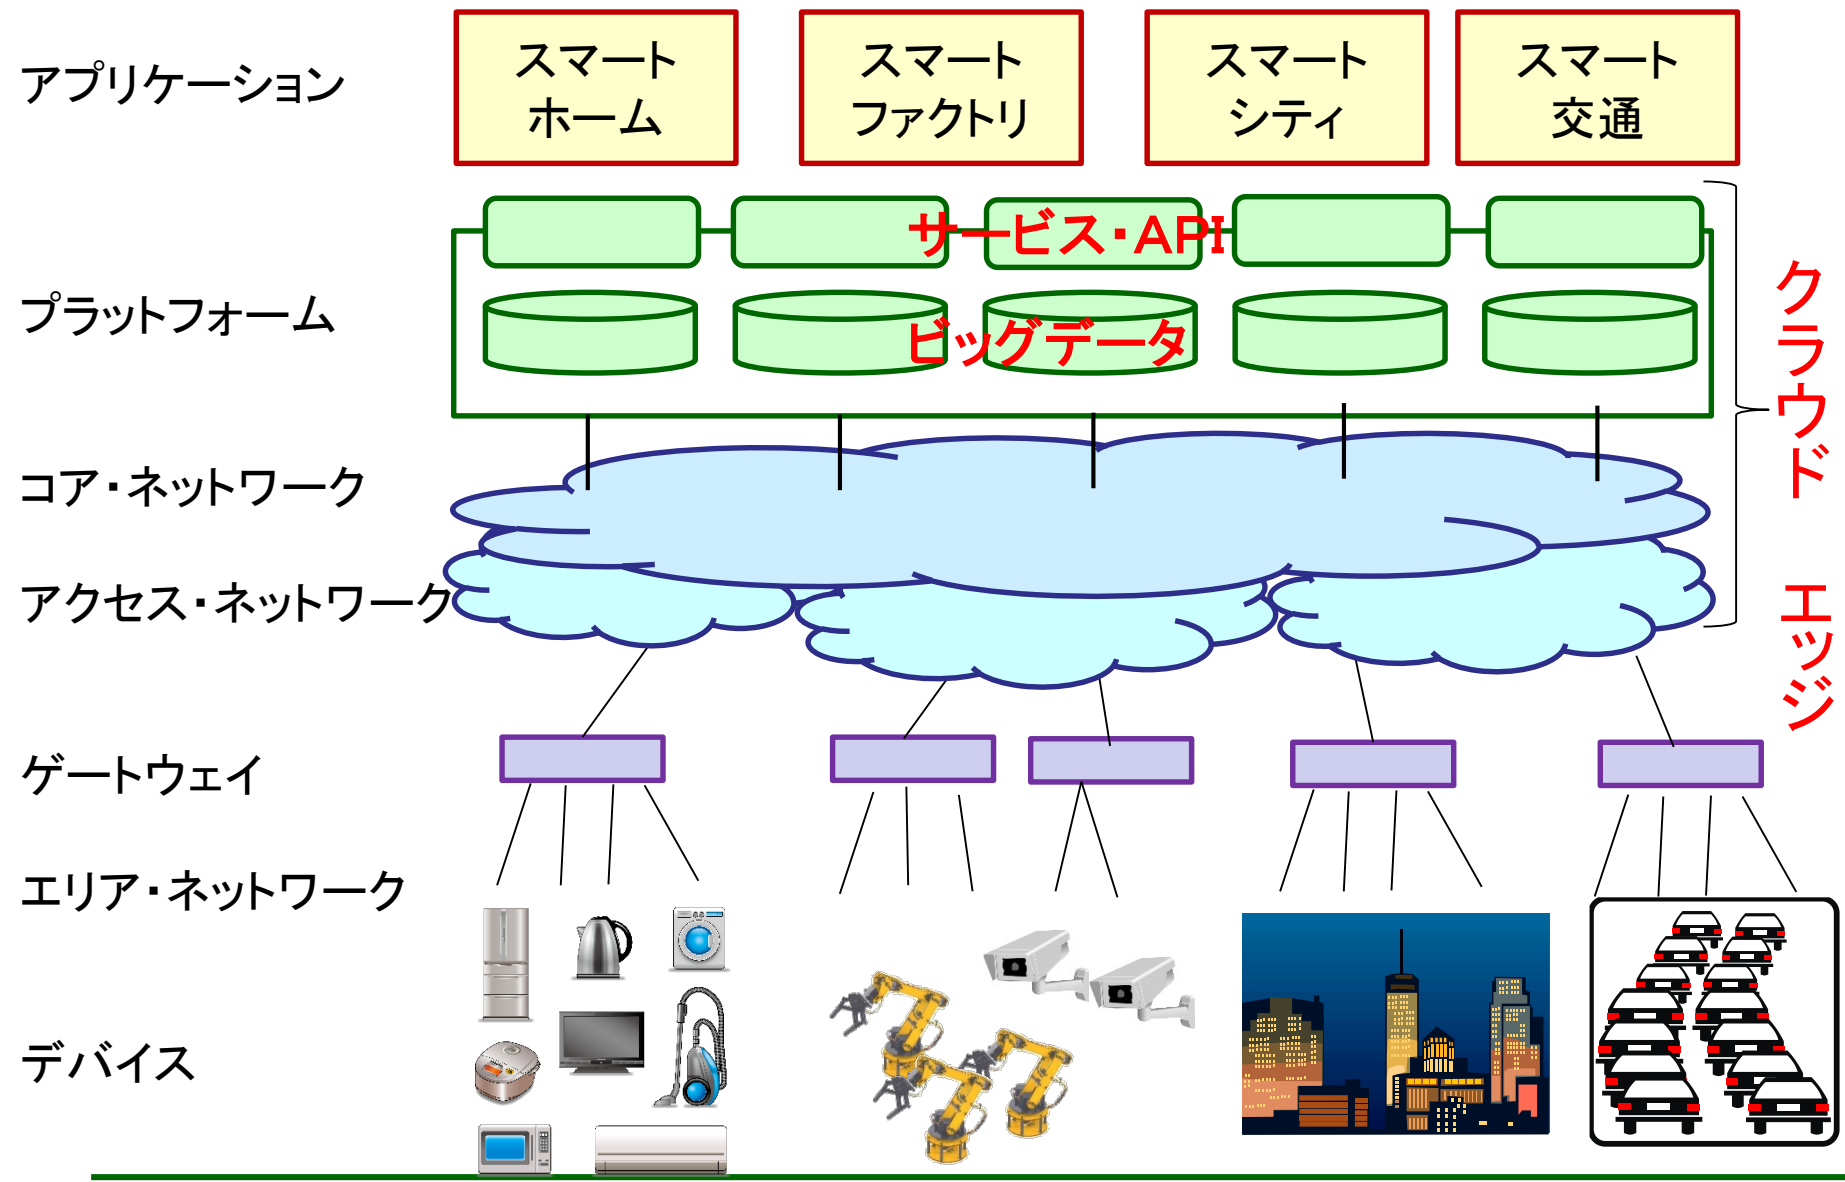 アプリケーション
スマート
ホーム
スマート
ファクトリ
スマート
シティ
スマート
交通
プラットフォーム
サービス・API
ビッグデータ
クラウド
コア・ネットワーク
アクセス・ネットワーク
エッジ
ゲートウェイ
エリア・ネットワーク
デバイス